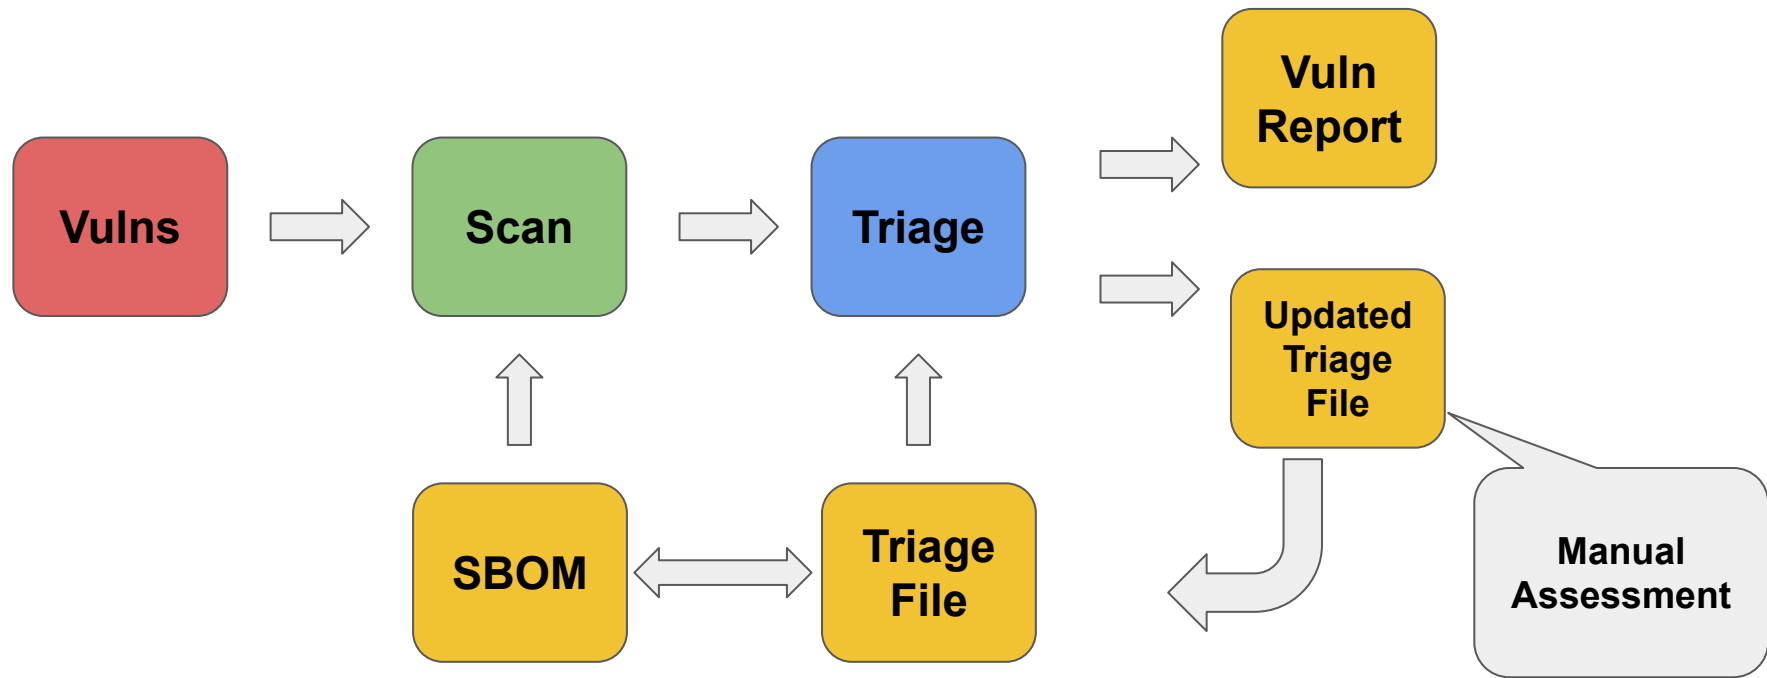 Vuln
Report
Vulns
Scan
Triage
Updated
Triage
File
SBOM
Triage
File
Manual
Assessment